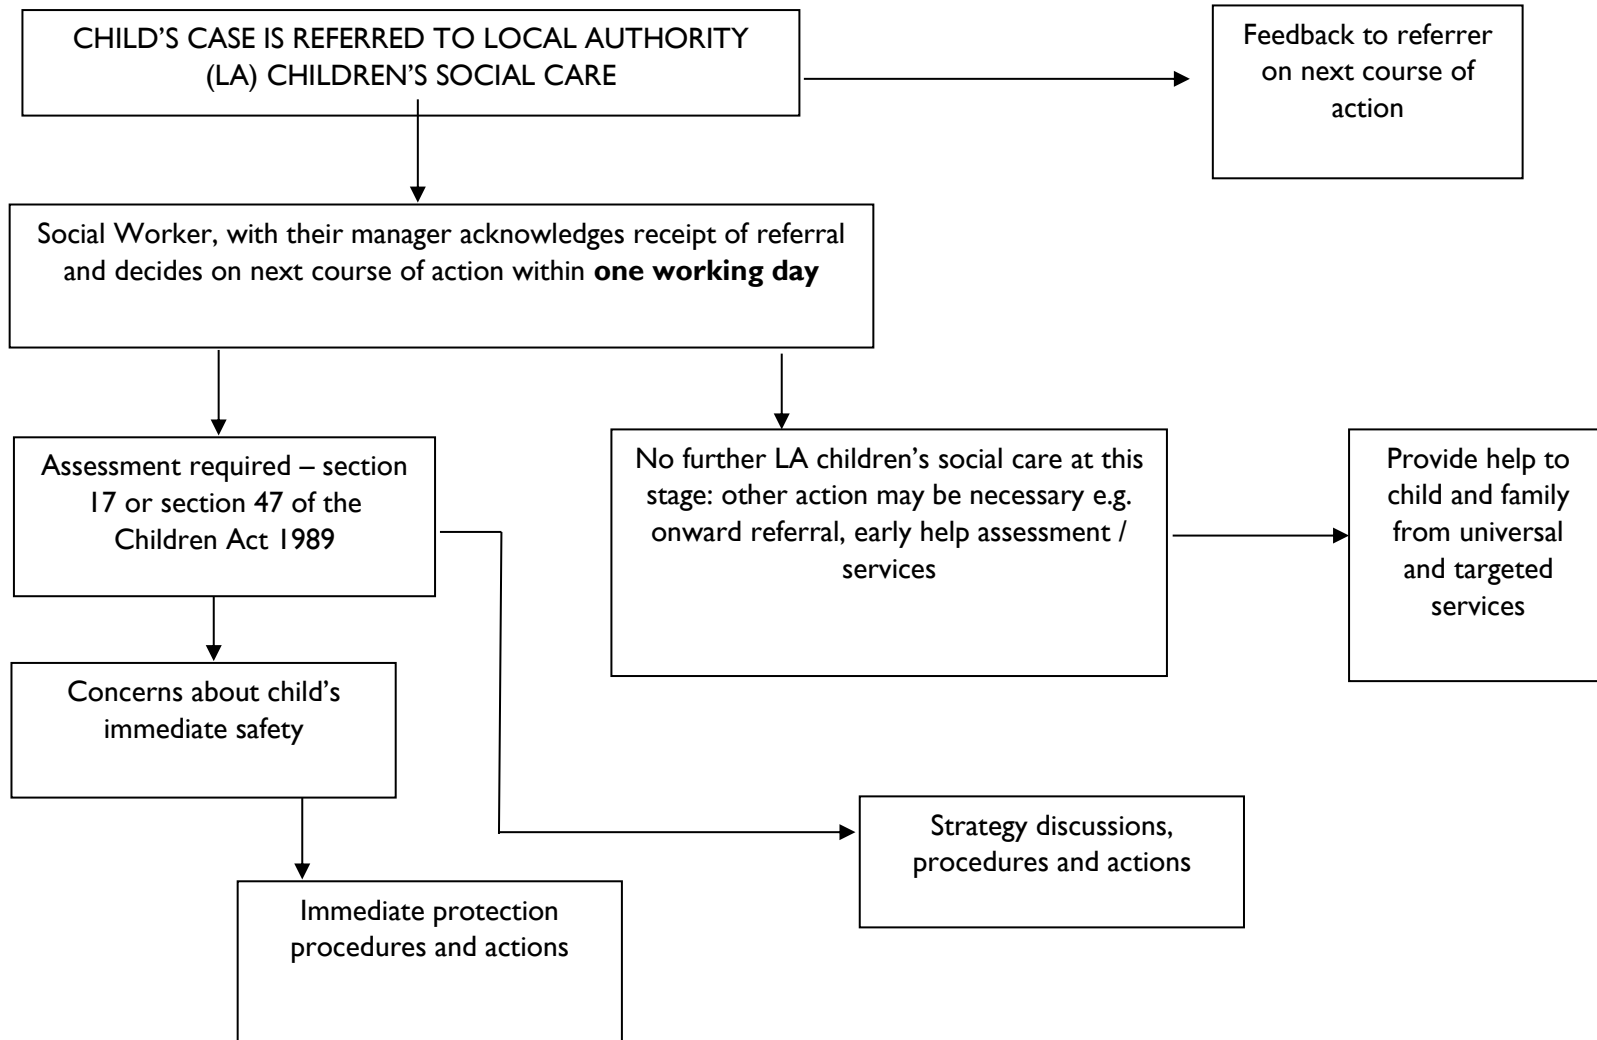 CHILD’S CASE IS REFERRED TO LOCAL AUTHORITY
(LA) CHILDREN’S SOCIAL CARE
Feedback to referrer
on next course of
action
Social Worker, with their manager acknowledges receipt of referral
and decides on next course of action within one working day
Assessment required – section
17 or section 47 of the
Children Act 1989
No further LA children’s social care at this
stage: other action may be necessary e.g.
onward referral, early help assessment /
services
Provide help to
child and family
from universal
and targeted
services
Concerns about child’s
immediate safety
Strategy discussions,
procedures and actions
Immediate protection
procedures and actions